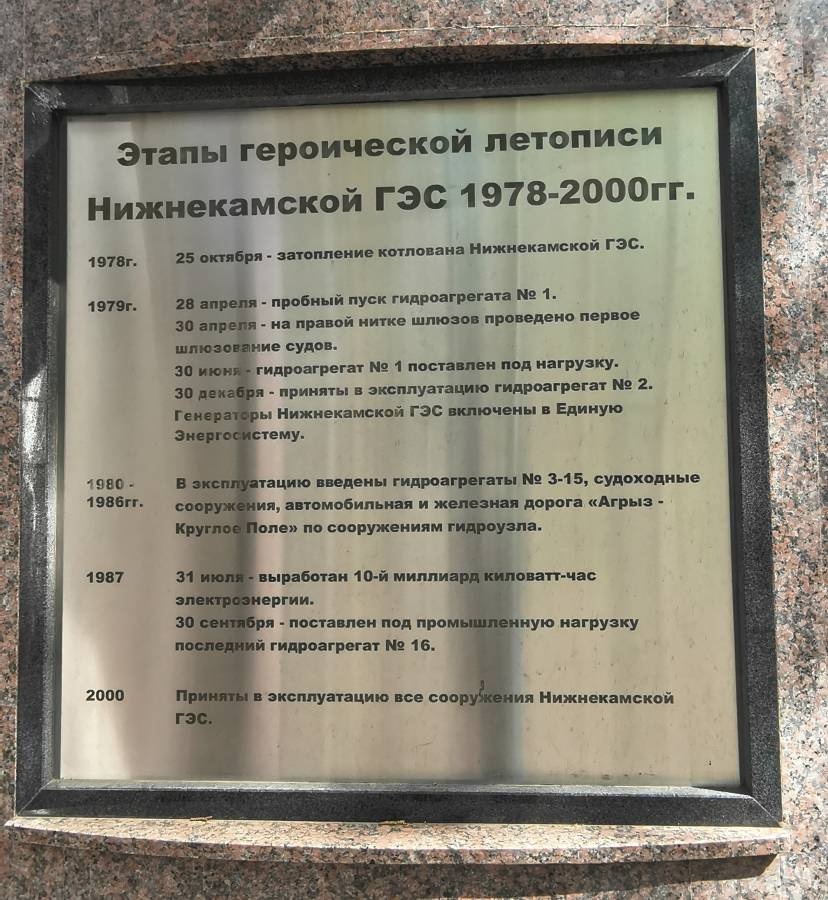 Этапы героической летописи
Нижнекамской ГЭС 1978-2000гг.
1978г. 25 октября - затопление котлована Нижнекамской ГЭС.
1979г. 28 апреля - пробный пуск гидроагрегата № 1.
30 апреля - на правой нитке шлюзов проведено первое
шлюзование судов.
30 июня - гидроагрегат № 1 поставлен под нагрузку.
30 декабря - приняты в эксплуатацию гидроагрегат № 2.
Генераторы Нижнекамской ГЭС включены в Единую
Энергосистему.
1980 - В эксплуатацию введены гидроагрегаты № 3-15, судоходные
1986гг. сооружения, автомобильная и железная дорога «Агрыз -
Круглое Поле» по сооружениям гидроузла.
1987 31 июля - выработан 10-й миллиард киловатт-час
электроэнергии.
30 сентября - поставлен под промышленную нагрузку
последний гидроагрегат № 16.
2000 Приняты в эксплуатацию все сооружения Нижнекамской
ГЭС.